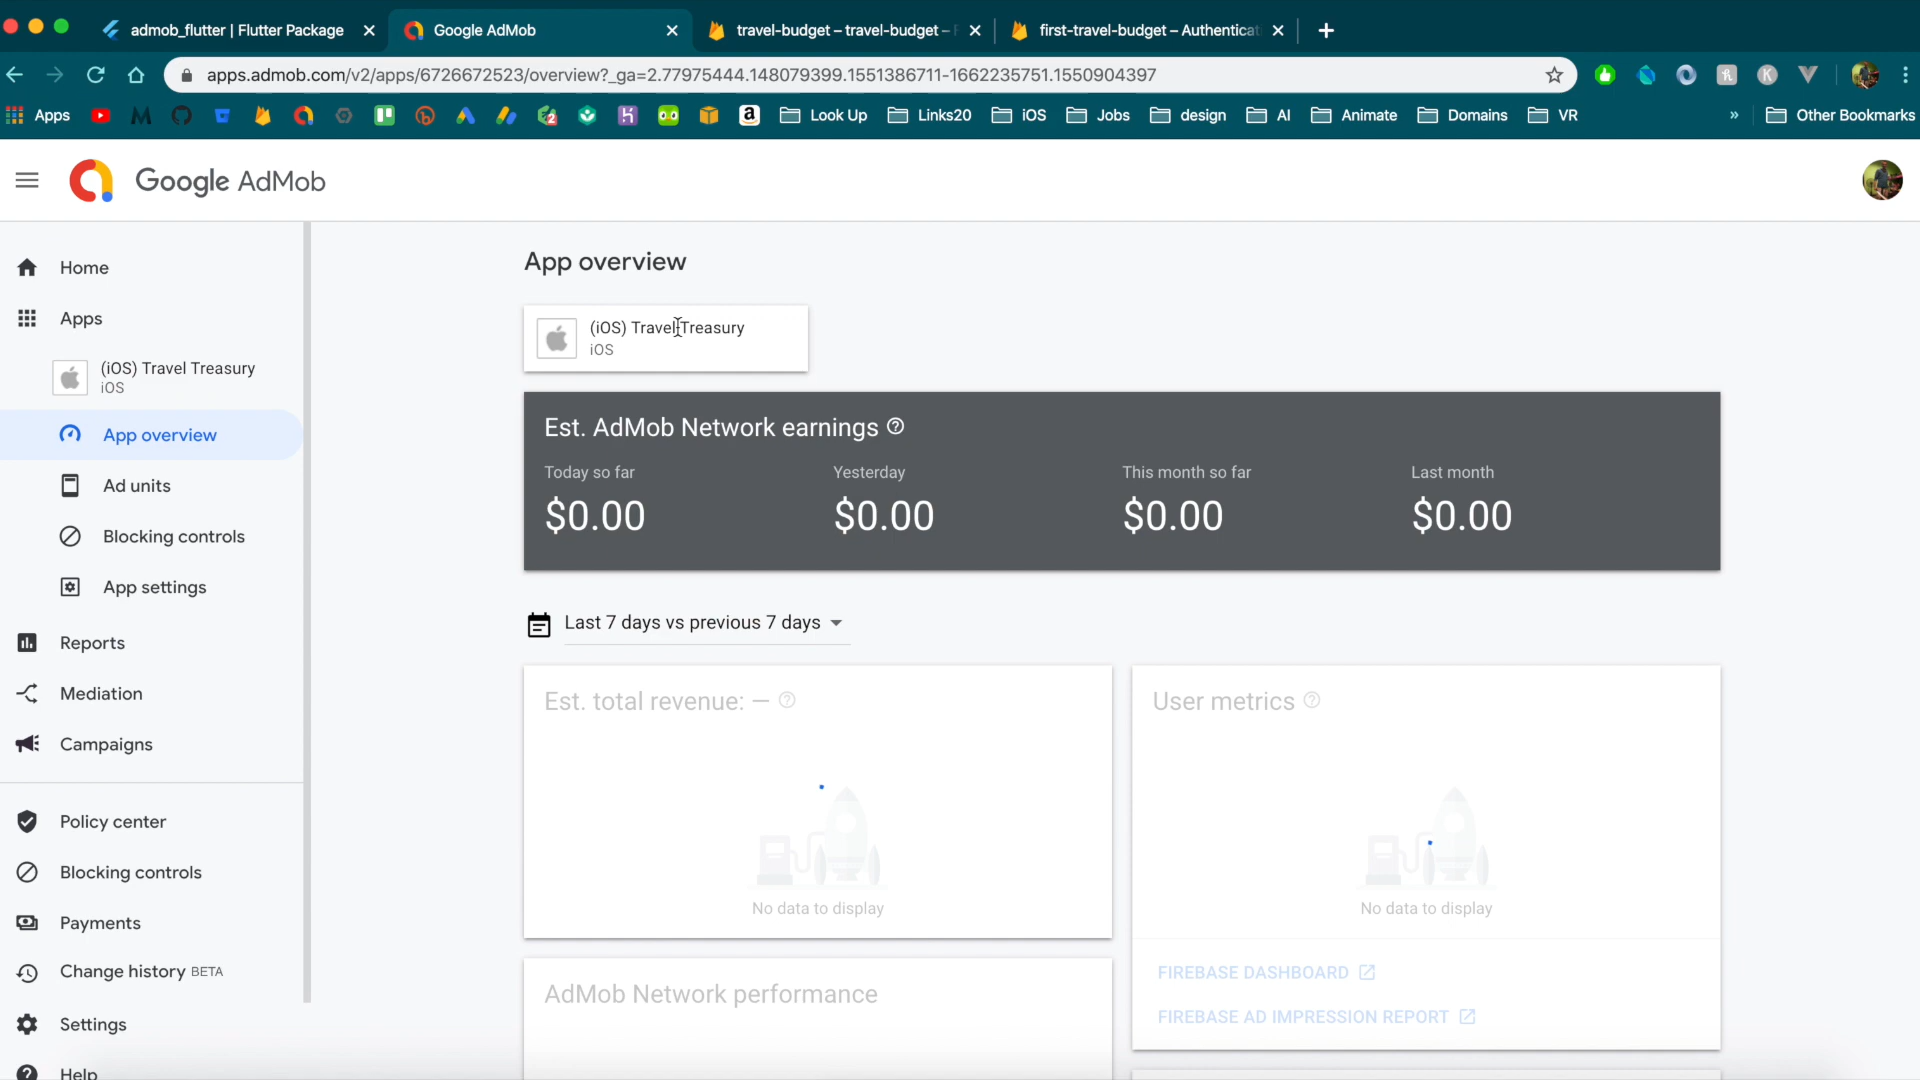 admob_flutter | Flutter Package
Google AdMob
travel-budget – travel-budget –
first-travel-budget – Authenticat
apps.admob.com/v2/apps/6726672523/overview?_ga=2.77975444.148079399.1551386711-1662235751.1550904397
Apps
Look Up
Links20
iOS
Jobs
design
AI
Animate
Domains
VR
»
Other Bookmarks
Google AdMob
Home
Apps
(iOS) Travel Treasury
iOS
App overview
Ad units
Blocking controls
App settings
Reports
Mediation
Campaigns
Policy center
Blocking controls
Payments
Change history BETA
Settings
Help
App overview
(iOS) Travel Treasury
iOS
Est. AdMob Network earnings
Today so far
$0.00
Yesterday
$0.00
This month so far
$0.00
Last month
$0.00
Last 7 days vs previous 7 days
Est. total revenue: —
No data to display
User metrics
No data to display
FIREBASE DASHBOARD
FIREBASE AD IMPRESSION REPORT
AdMob Network performance